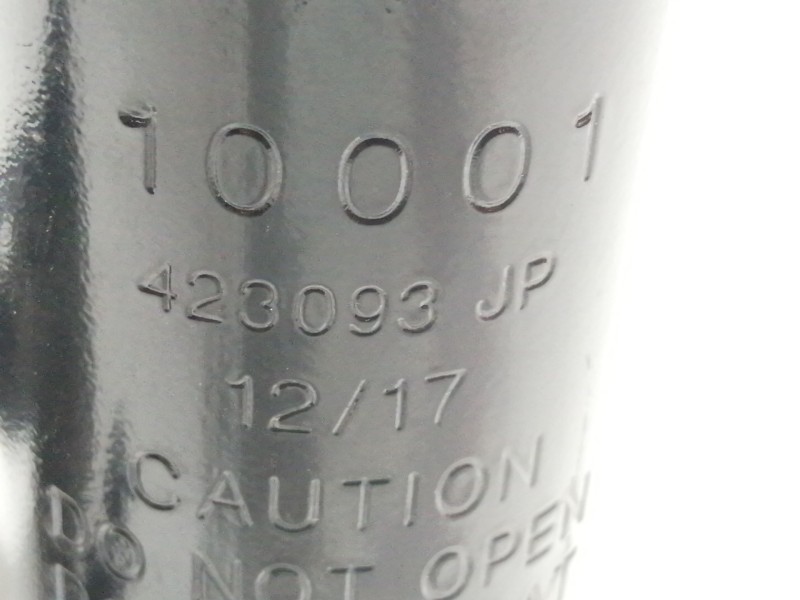 10001
423093 JP
12/17
CAUTION
DO NOT OPEN